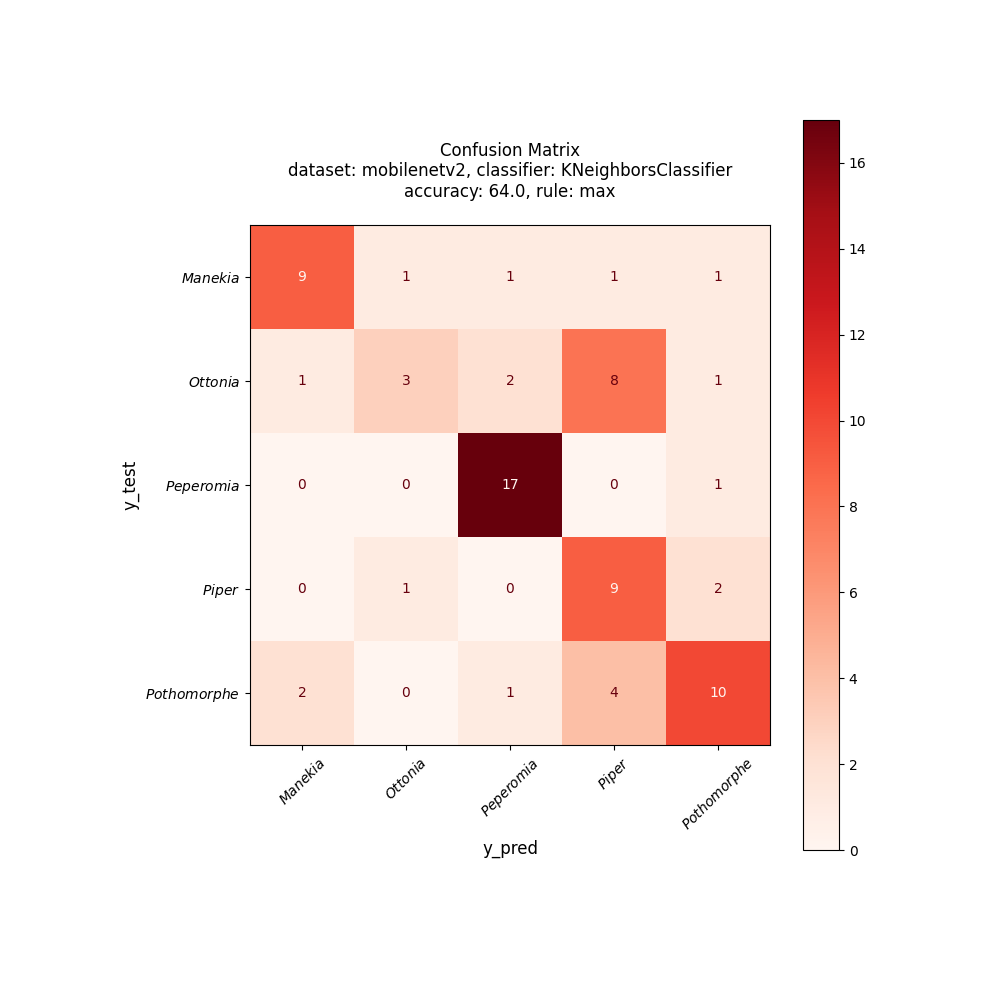 Confusion Matrix
dataset: mobilenetv2, classifier: KNeighborsClassifier
accuracy: 64.0, rule: max
y_test
Manekia 9 1 1 1 1
Ottonia 1 3 2 8 1
Peperomia 0 0 17 0 1
Piper 0 1 0 9 2
Pothomorphe 2 0 1 4 10
Manekia Ottonia Peperomia Piper Pothomorphe
y_pred
16
14
12
10
8
6
4
2
0